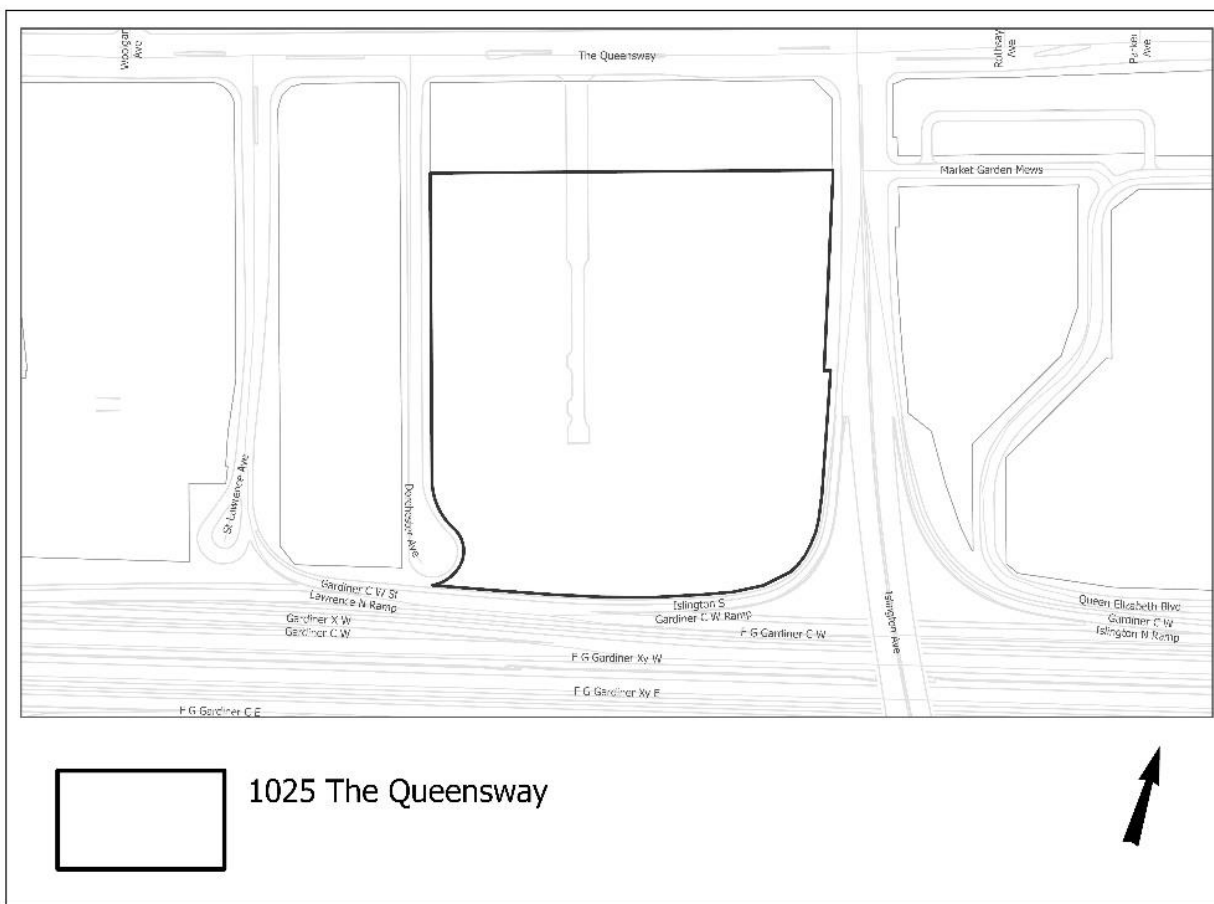 Woolgar
Ave
The Queensway
Rothsay
Ave
Parker
Ave
Market Garden Mews
St Lawrence Ave
Dorchester Ave
Gardiner C W St
Lawrence N Ramp
Gardiner X W
Gardiner C W
Islington S
Gardiner C W Ramp
F G Gardiner C W
Islington Ave
Queen Elizabeth Blvd
Gardiner C W
Islington N Ramp
F G Gardiner Xy W
F G Gardiner Xy E
F G Gardiner C E
1025 The Queensway